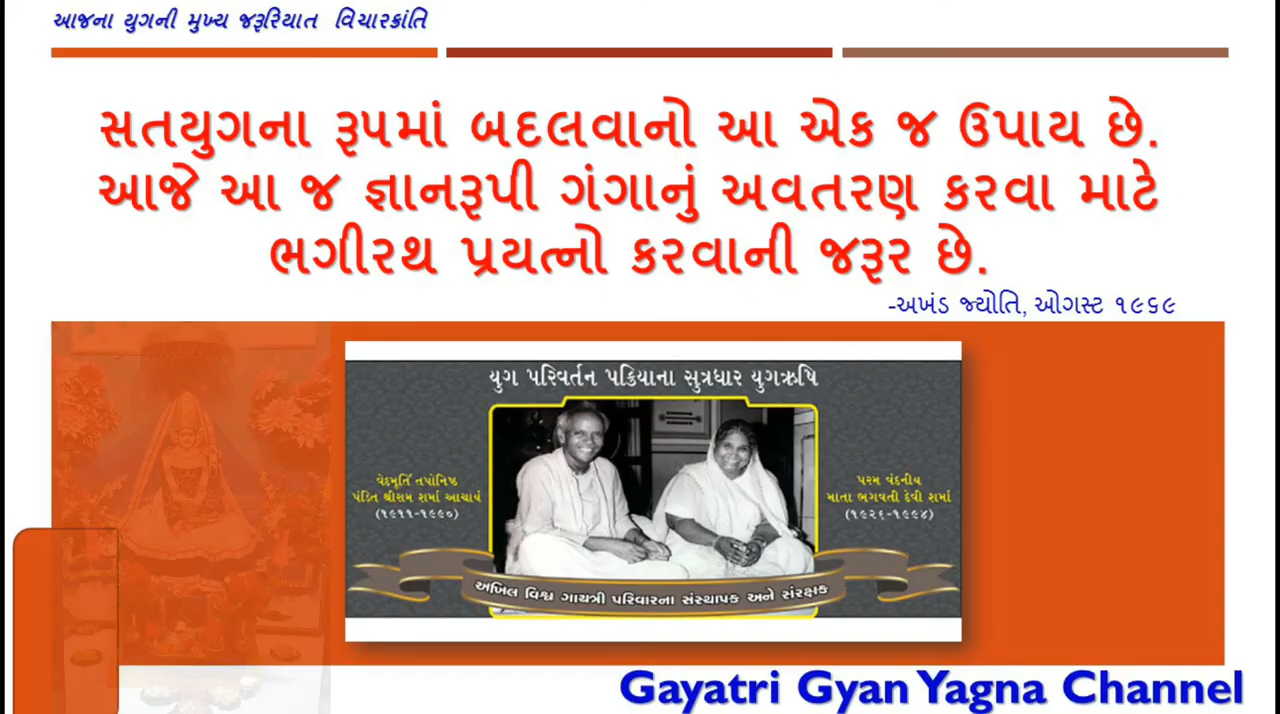 આજના યુગની મુખ્ય જરૂરિયાત વિચારક્રાંતિ
સતયુગના રૂપમાં બદલવાનો આ એક જ ઉપાય છે.
આજે આ જ જ્ઞાનરૂપી ગંગાનું અવતરણ કરવા માટે
ભગીરથ પ્રયત્નો કરવાની જરૂર છે.
-અખંડ જ્યોતિ, ઓગસ્ટ ૧૯૬૯
યુગ પરિવર્તન પક્રિયાના સુત્રધાર યુગઋષિ
વેદમૂર્તિ તપોનિષ્ઠ
પંડિત શ્રીરામ શર્મા આચાર્ય
(૧૯૧૧-૧૯૯૦)
પરમ વંદનીય
માતા ભગવતી દેવી શર્મા
(૧૯૨૬-૧૯૯૪)
અખિલ વિશ્વ ગાયત્રી પરિવારના સંસ્થાપક અને સંરક્ષક
Gayatri Gyan Yagna Channel